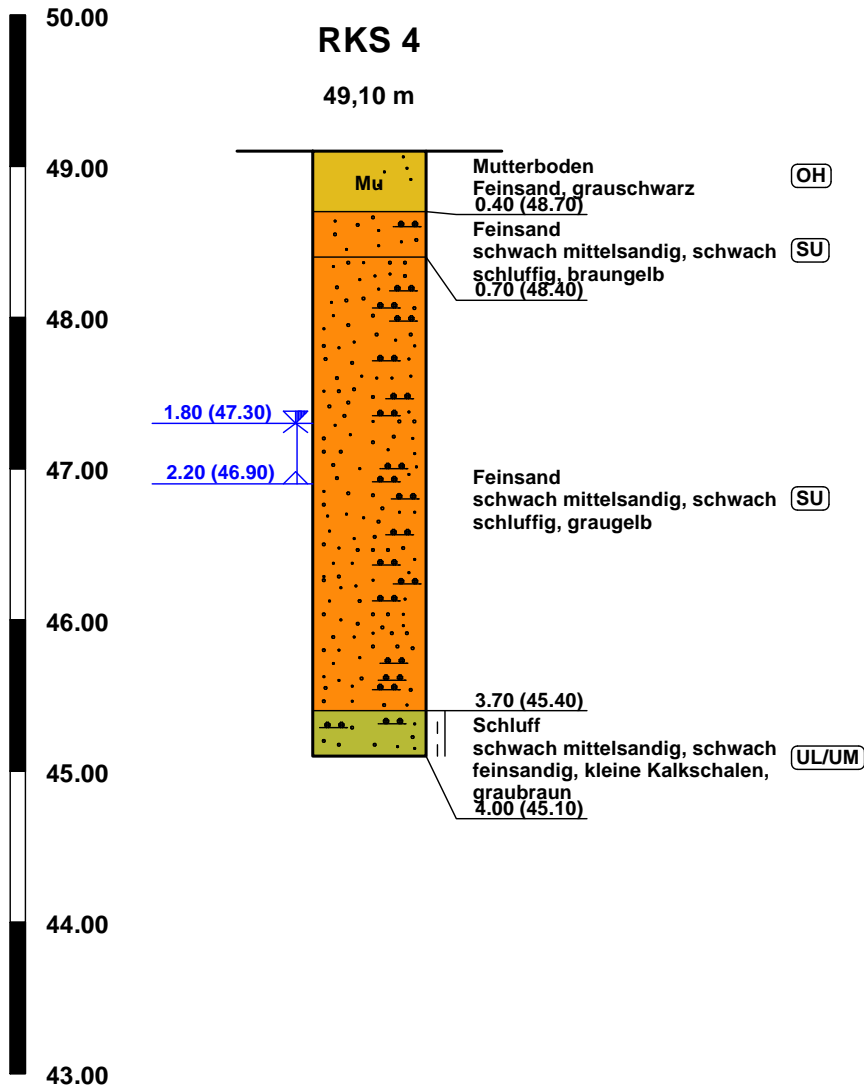 50.00
RKS 4
49,10 m
49.00
Mu
Mutterboden
Feinsand, grauschwarz
OH
0.40 (48.70)
Feinsand
schwach mittelsandig, schwach
schluffig, braungelb
SU
0.70 (48.40)
48.00
1.80 (47.30)
47.00
2.20 (46.90)
Feinsand
schwach mittelsandig, schwach
schluffig, graugelb
SU
46.00
3.70 (45.40)
Schluff
schwach mittelsandig, schwach
feinsandig, kleine Kalkschalen,
graubraun
UL/UM
4.00 (45.10)
45.00
44.00
43.00